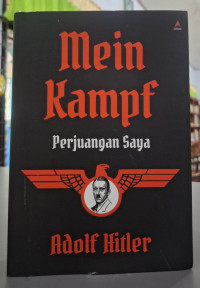 Mein
Kampf
Perjuangan Saya
Adolf Hitler